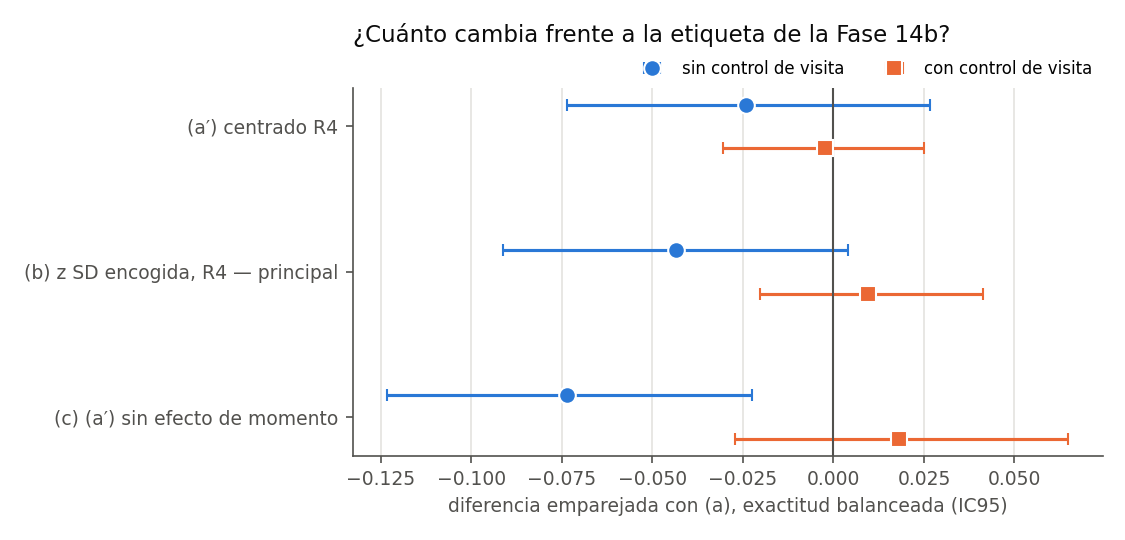 ¿Cuánto cambia frente a la etiqueta de la Fase 14b?
sin control de visita
con control de visita
(a′) centrado R4
(b) z SD encogida, R4 — principal
(c) (a′) sin efecto de momento
−0.125 −0.100 −0.075 −0.050 −0.025 0.000 0.025 0.050
diferencia emparejada con (a), exactitud balanceada (IC95)